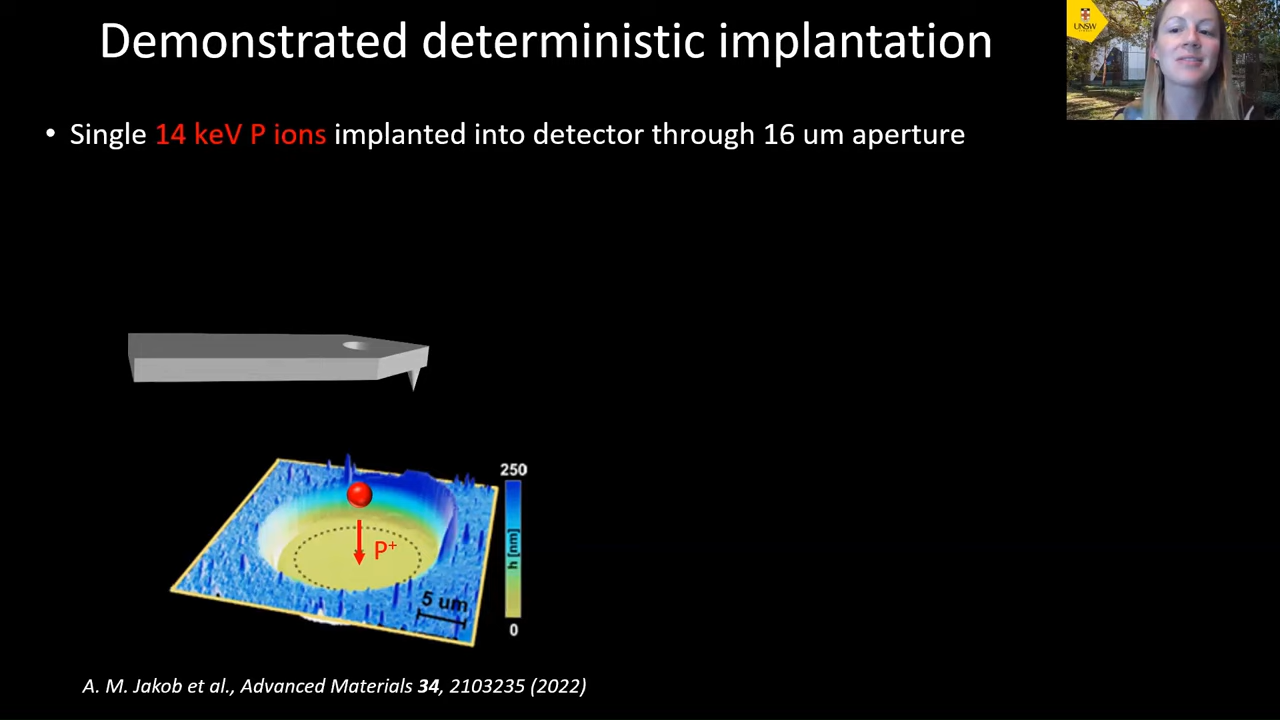 Demonstrated deterministic implantation
UNSW
• Single 14 keV P ions implanted into detector through 16 um aperture
250
h [nm]
P⁺
5 um
0
A. M. Jakob et al., Advanced Materials 34, 2103235 (2022)